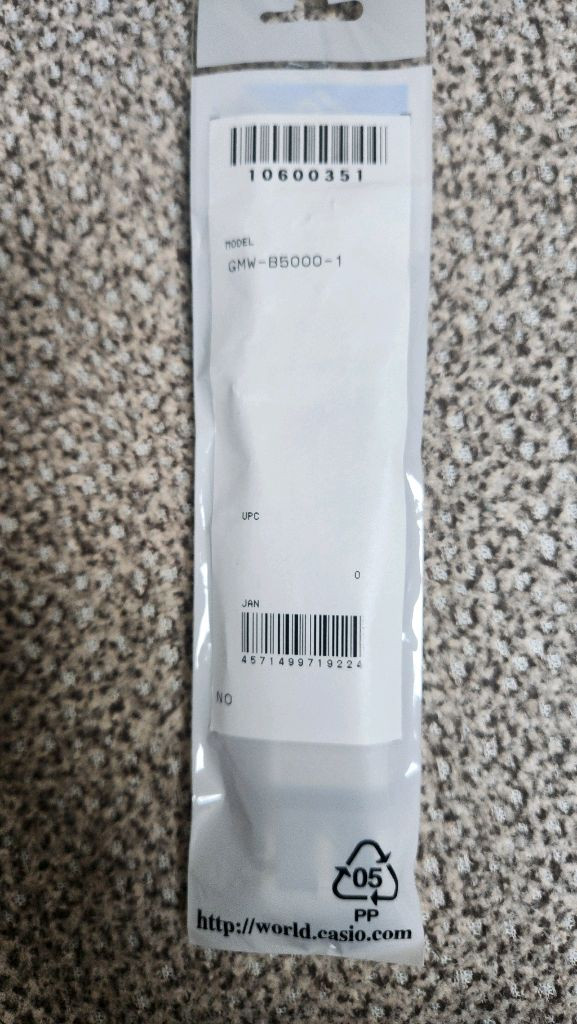 10600351
MODEL
GMW-B5000-1
UPC
0
JAN
4571499719224
NO
05
PP
http://world.casio.com